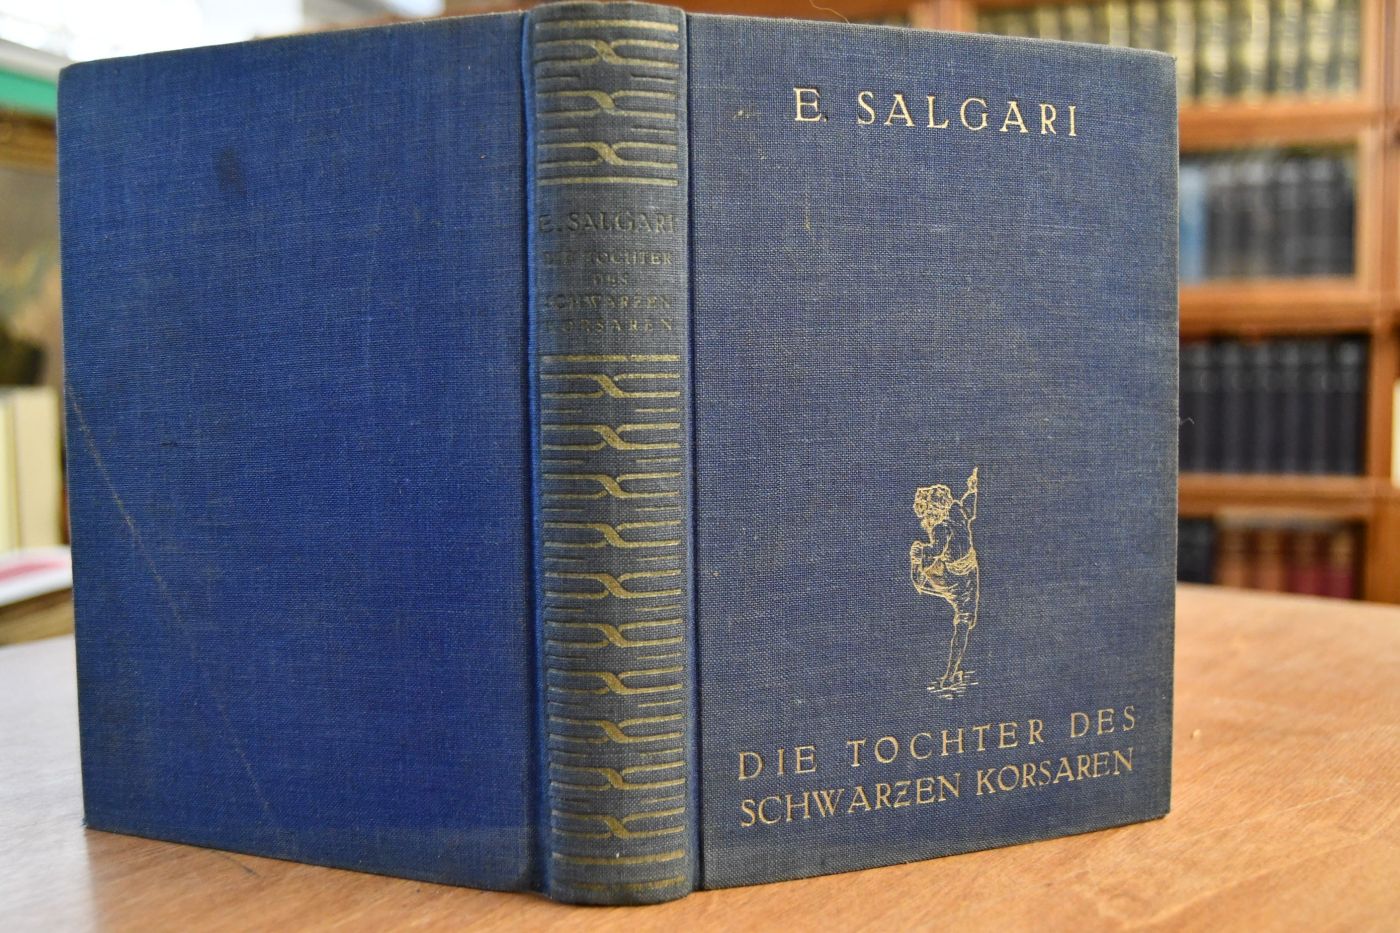 E. SALGARI
DIE TOCHTER
DES
SCHWARZEN
KORSAREN
E. SALGARI
DIE TOCHTER DES
SCHWARZEN KORSAREN